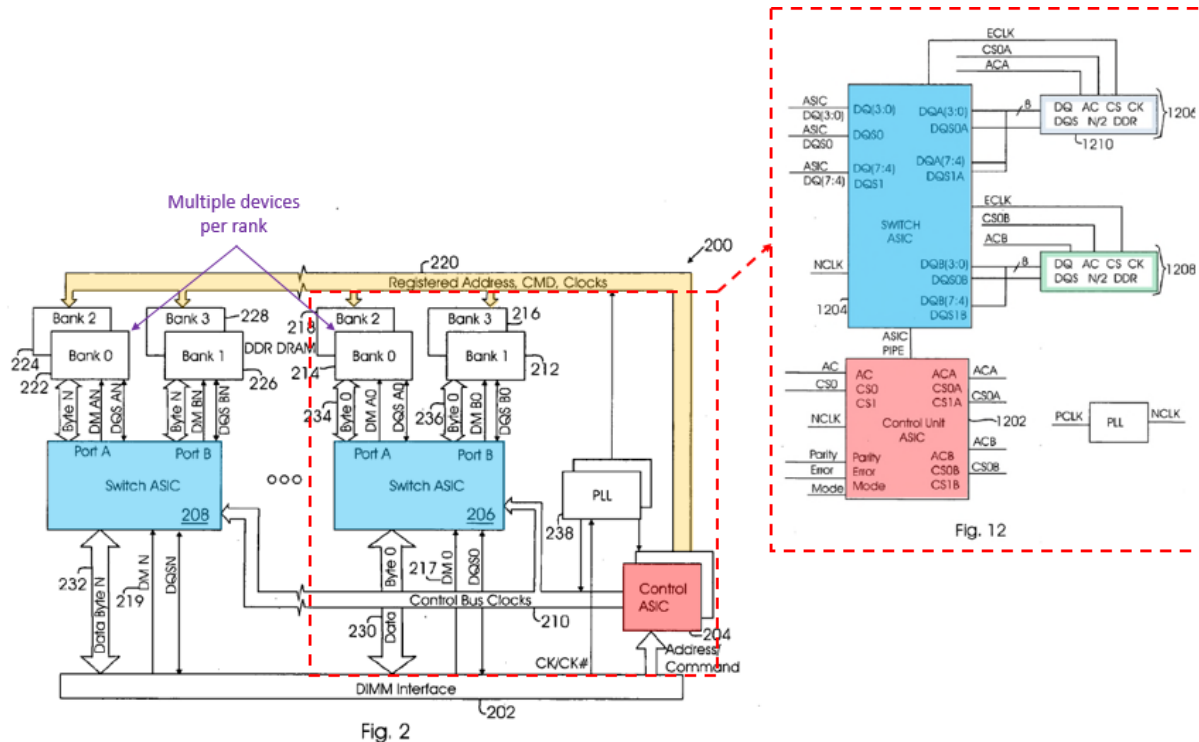 Multiple devices
per rank
200
220
Registered Address, CMD, Clocks
Bank 2
Bank 3
228
218
Bank 2
Bank 3
216
Bank 0
Bank 1
DDR DRAM
Bank 0
Bank 1
224
222
226
214
212
Byte N
DM AN
DQS AN
Byte N
DM BN
DQS BN
234
Byte 0
DM A0
DQS A0
236
Byte 0
DM B0
DQS B0
Port A
Port B
Switch ASIC
208
Port A
Port B
Switch ASIC
206
PLL
238
232
Data Byte N
DM N
219
DQSN
230
Data
Byte 0
217
DM 0
DQS0
Control Bus Clocks
210
Control
ASIC
204
CK/CK#
Address/
Command
DIMM Interface
202
Fig. 2
ECLK
CS0A
ACA
ASIC
DQ(3:0)
ASIC
DQS0
ASIC
DQ(7:4)
DQ(3:0)
DQS0
DQ(7:4)
DQS1
DQA(3:0)
DQS0A
DQA(7:4)
DQS1A
8
DQ AC CS CK
DQS N/2 DDR
1206
1210
SWITCH
ASIC
ECLK
CS0B
ACB
NCLK
1204
DQB(3:0)
DQS0B
DQB(7:4)
DQS1B
8
DQ AC CS CK
DQS N/2 DDR
1208
ASIC
PIPE
AC
CS0
NCLK
Parity
Error
Mode
AC
CS0
CS1
ACA
CS0A
CS1A
Control Unit
ASIC
ACB
CS0B
CS1B
Parity
Error
Mode
ACA
CS0A
1202
ACB
CS0B
PCLK
PLL
NCLK
Fig. 12